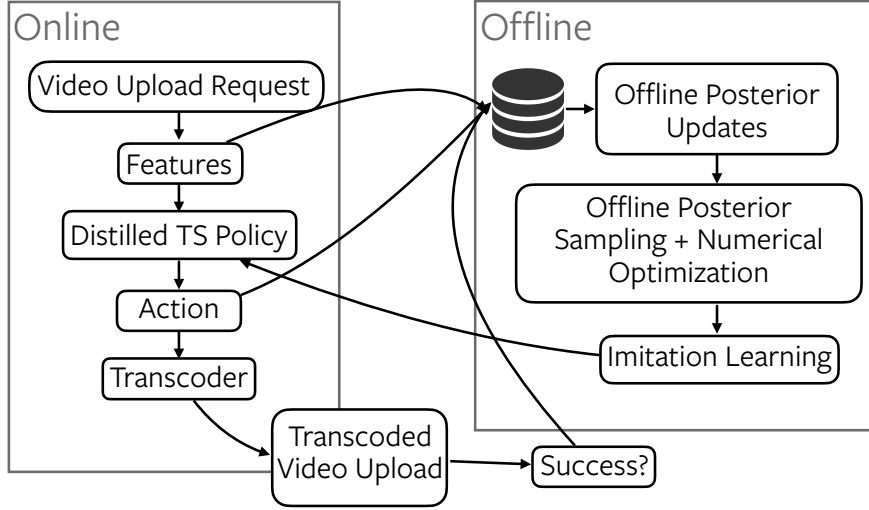 Online
Video Upload Request
Features
Distilled TS Policy
Action
Transcoder
Transcoded
Video Upload
Success?
Offline
Offline Posterior
Updates
Offline Posterior
Sampling + Numerical
Optimization
Imitation Learning